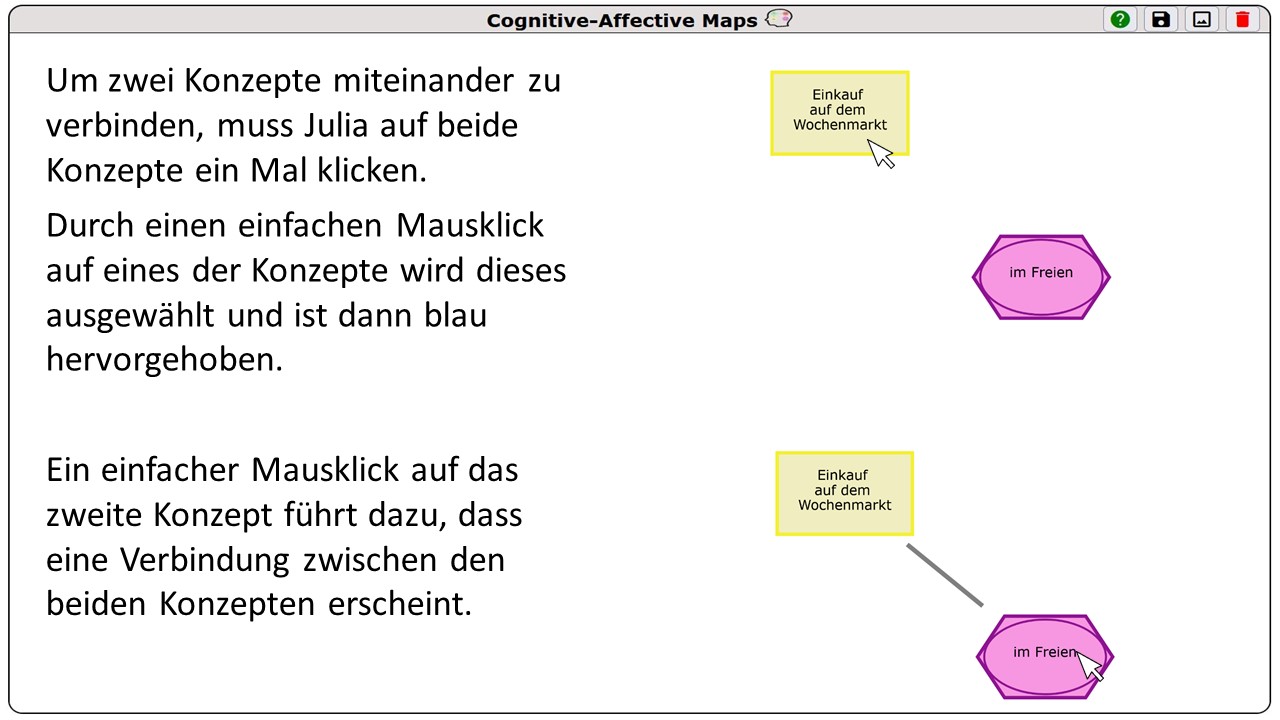 Cognitive-Affective Maps
Um zwei Konzepte miteinander zu
verbinden, muss Julia auf beide
Konzepte ein Mal klicken.
Durch einen einfachen Mausklick
auf eines der Konzepte wird dieses
ausgewählt und ist dann blau
hervorgehoben.
Einkauf
auf dem
Wochenmarkt
im Freien
Ein einfacher Mausklick auf das
zweite Konzept führt dazu, dass
eine Verbindung zwischen den
beiden Konzepten erscheint.
Einkauf
auf dem
Wochenmarkt
im Freien